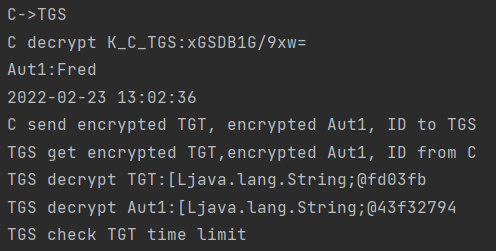 C->TGS
C decrypt K_C_TGS:xGSDB1G/9xw=
Aut1:Fred
2022-02-23 13:02:36
C send encrypted TGT, encrypted Aut1, ID to TGS
TGS get encrypted TGT,encrypted Aut1, ID from C
TGS decrypt TGT:[Ljava.lang.String;@fd03fb
TGS decrypt Aut1:[Ljava.lang.String;@43f32794
TGS check TGT time limit